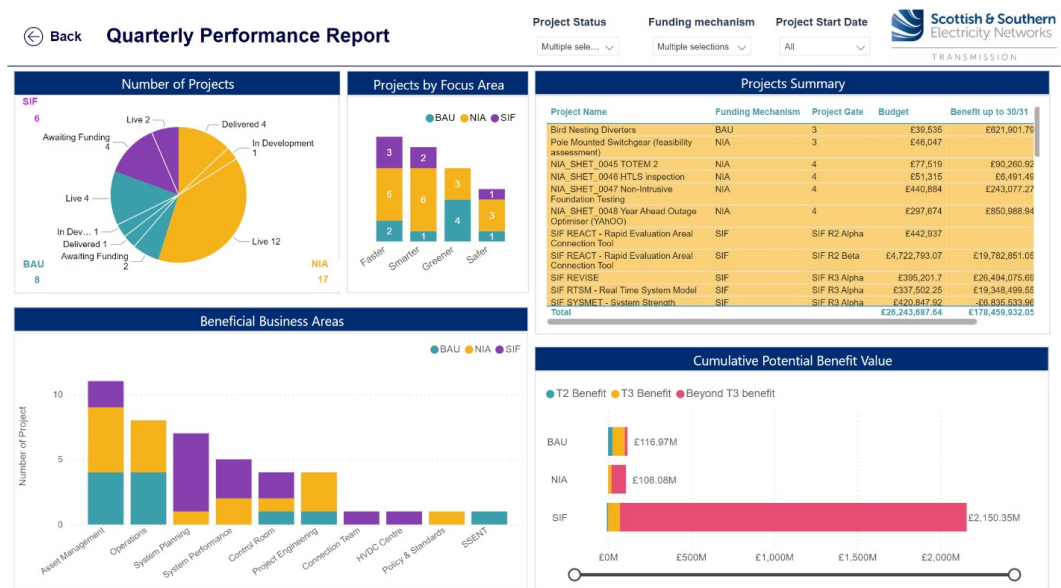 Back
Quarterly Performance Report
Project Status
Multiple sele...
Funding mechanism
Multiple selections
Project Start Date
All
Scottish & Southern
Electricity Networks
TRANSMISSION
Number of Projects
SIF
6
Live 2
Awaiting Funding
4
Live 4
In Dev... 1
Delivered 1
Awaiting Funding
2
Delivered 4
In Development
1
Live 12
BAU
8
NIA
17
Projects by Focus Area
BAU NIA SIF
3
5
2
2
6
1
3
4
1
3
1
Faster
Smarter
Greener
Safer
Projects Summary
Project Name Funding Mechanism Project Gate Budget Benefit up to 30/31
Bird Nesting Diverters BAU 3 £39,535 £621,901.79
Pole Mounted Switchgear (feasibility NIA 3 £46,047
assessment)
NIA_SHET_0045 TOTEM 2 NIA 4 £77,519 £90,260.92
NIA_SHET_0046 HTLS inspection NIA 4 £51,315 £6,491.49
NIA_SHET_0047 Non-Intrusive NIA 4 £440,884 £243,077.27
Foundation Testing
NIA_SHET_0048 Year Ahead Outage NIA 4 £297,674 £850,988.94
Optimiser (YAhOO)
SIF REACT - Rapid Evaluation Areal SIF SIF R2 Alpha £442,937
Connection Tool
SIF REACT - Rapid Evaluation Areal SIF SIF R2 Beta £4,722,793.07 £19,782,851.05
Connection Tool
SIF REVISE SIF SIF R3 Alpha £395,201.7 £26,494,075.69
SIF RTSM - Real Time System Model SIF SIF R3 Alpha £337,502.25 £19,348,499.55
SIF SYSMET - System Strength SIF SIF R3 Alpha £420,847.92 -£6,835,533.96
Total £26,243,687.64 £178,459,932.05
Beneficial Business Areas
BAU NIA SIF
Number of Project
10
5
0
Asset Management
Operations
System Planning
System Performance
Control Room
Project Engineering
Connection Team
HVDC Centre
Policy & Standards
SSENT
Cumulative Potential Benefit Value
T2 Benefit T3 Benefit Beyond T3 benefit
BAU £116.97M
NIA £108.08M
SIF £2,150.35M
£0M £500M £1,000M £1,500M £2,000M